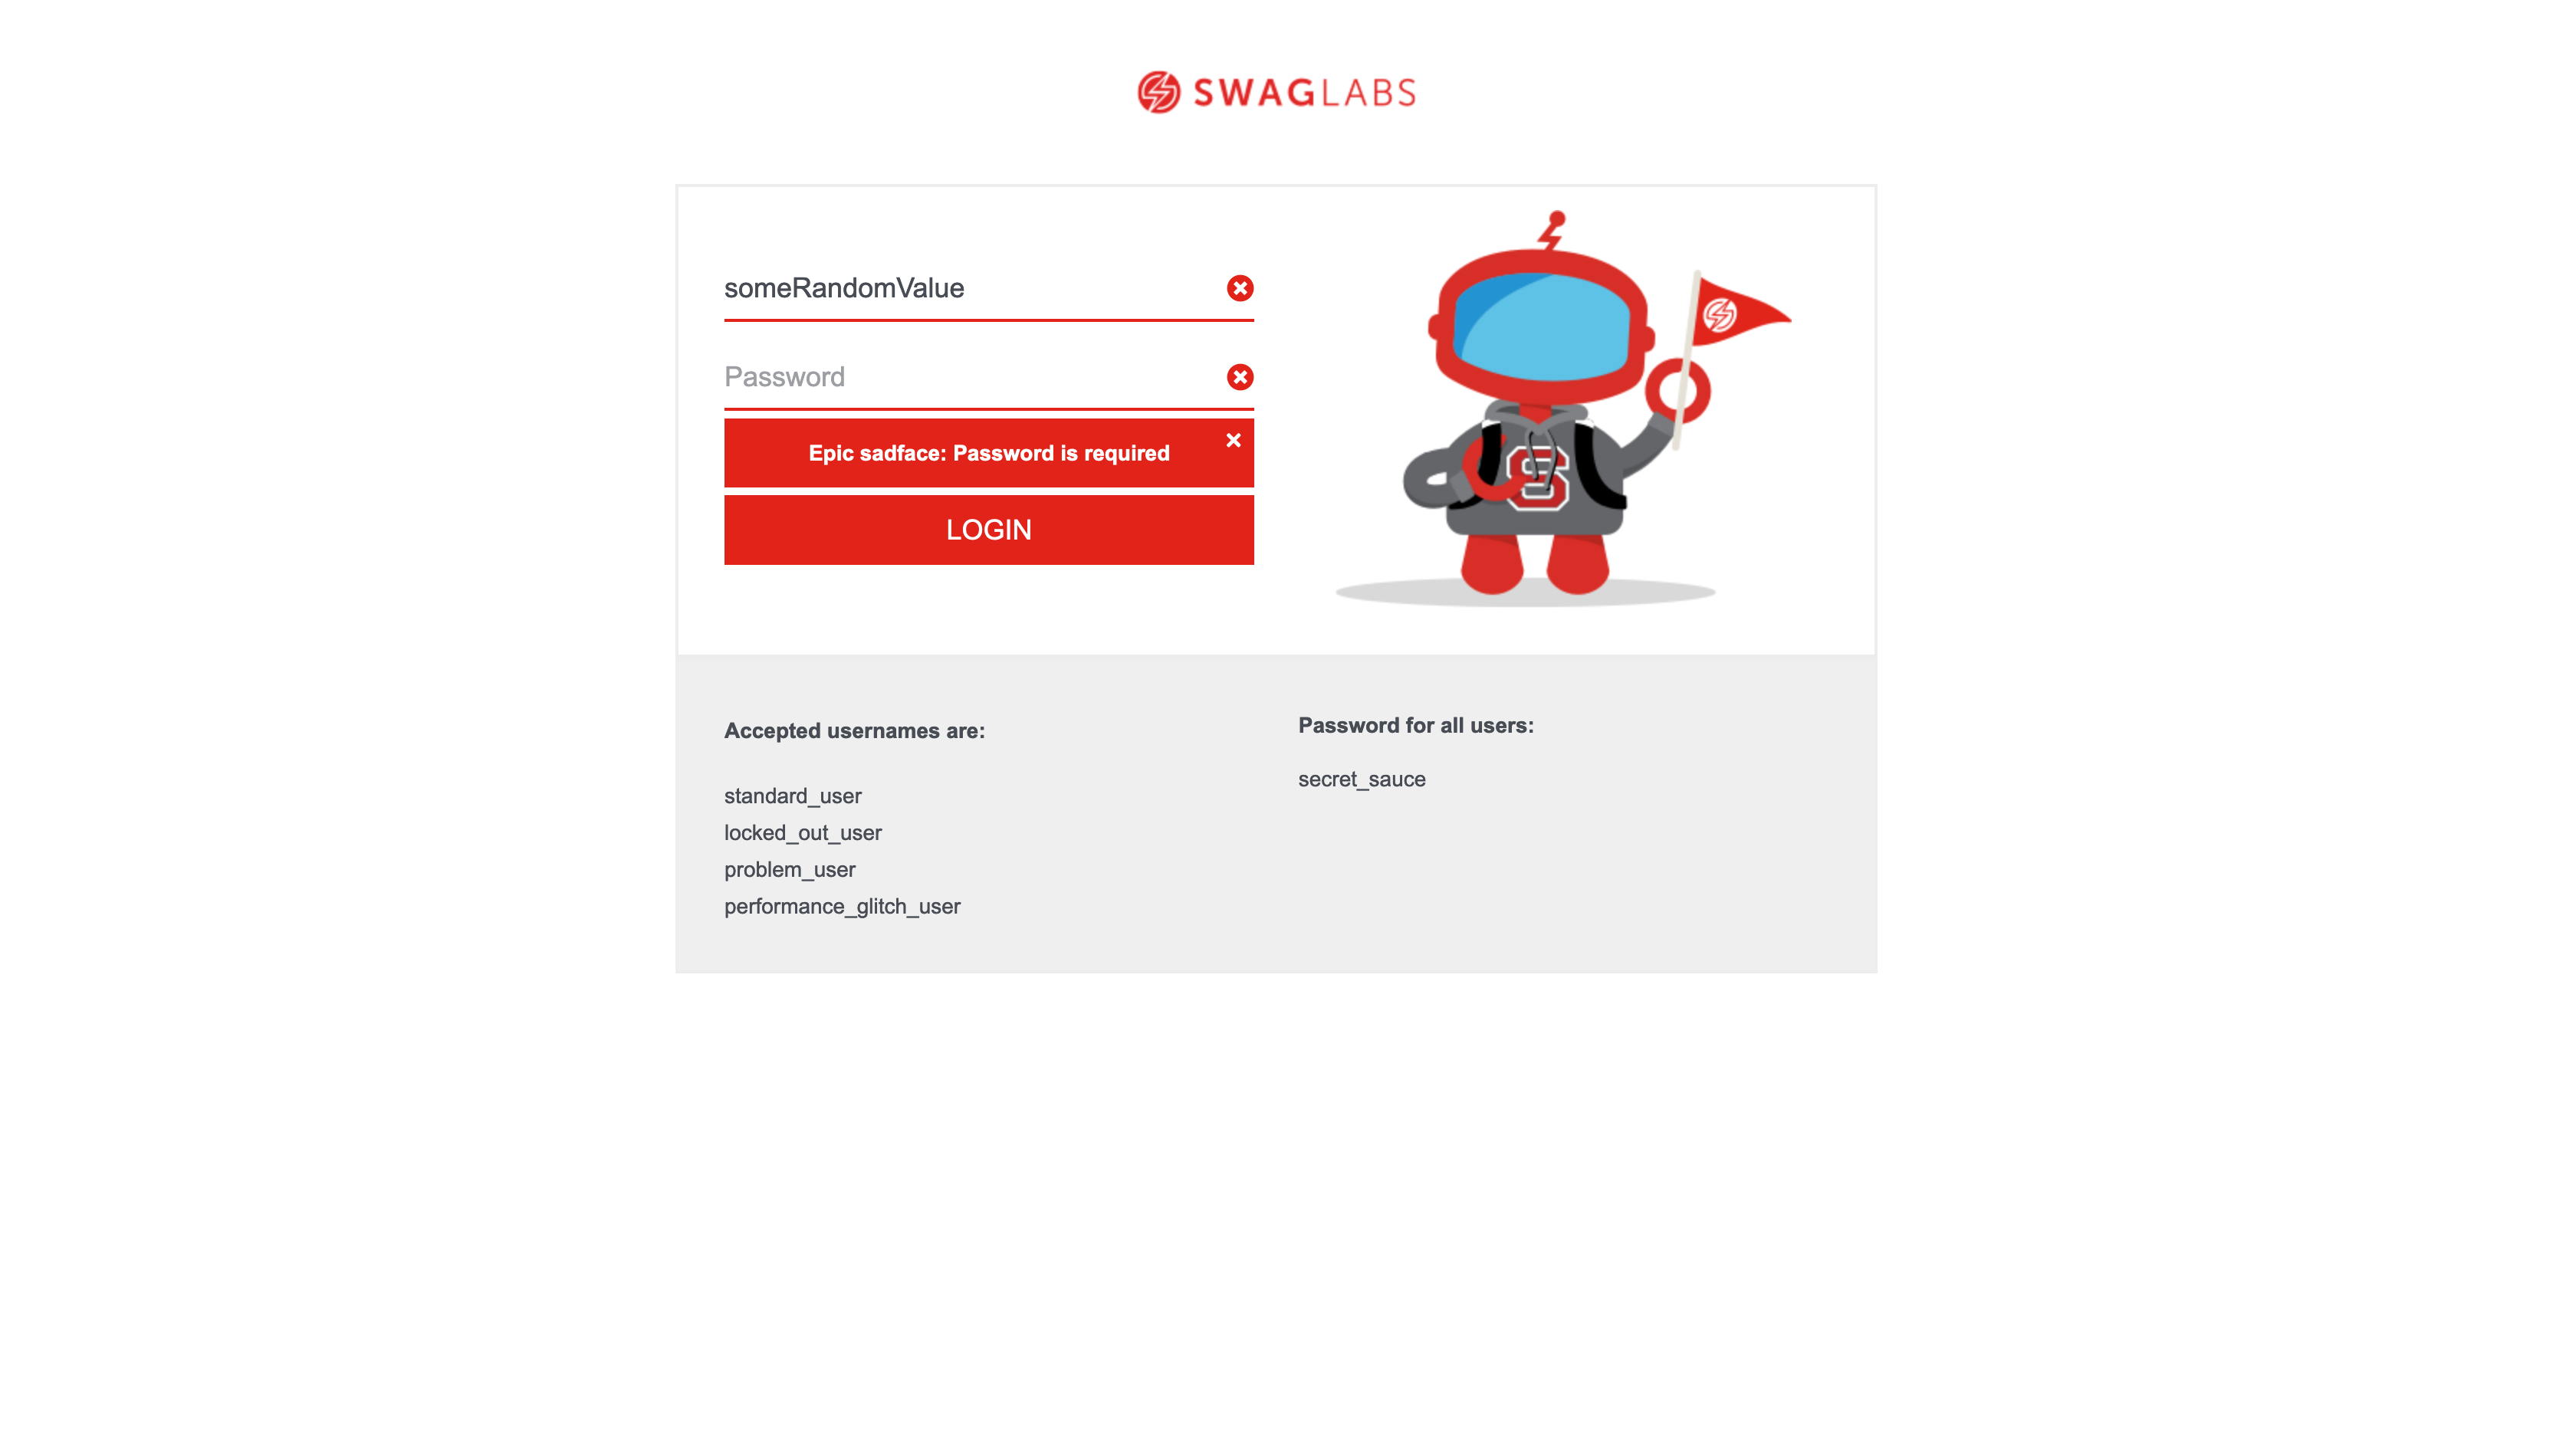 SWAGLABS
someRandomValue
Password
Epic sadface: Password is required
LOGIN
S
Accepted usernames are:
standard_user
locked_out_user
problem_user
performance_glitch_user
Password for all users:
secret_sauce